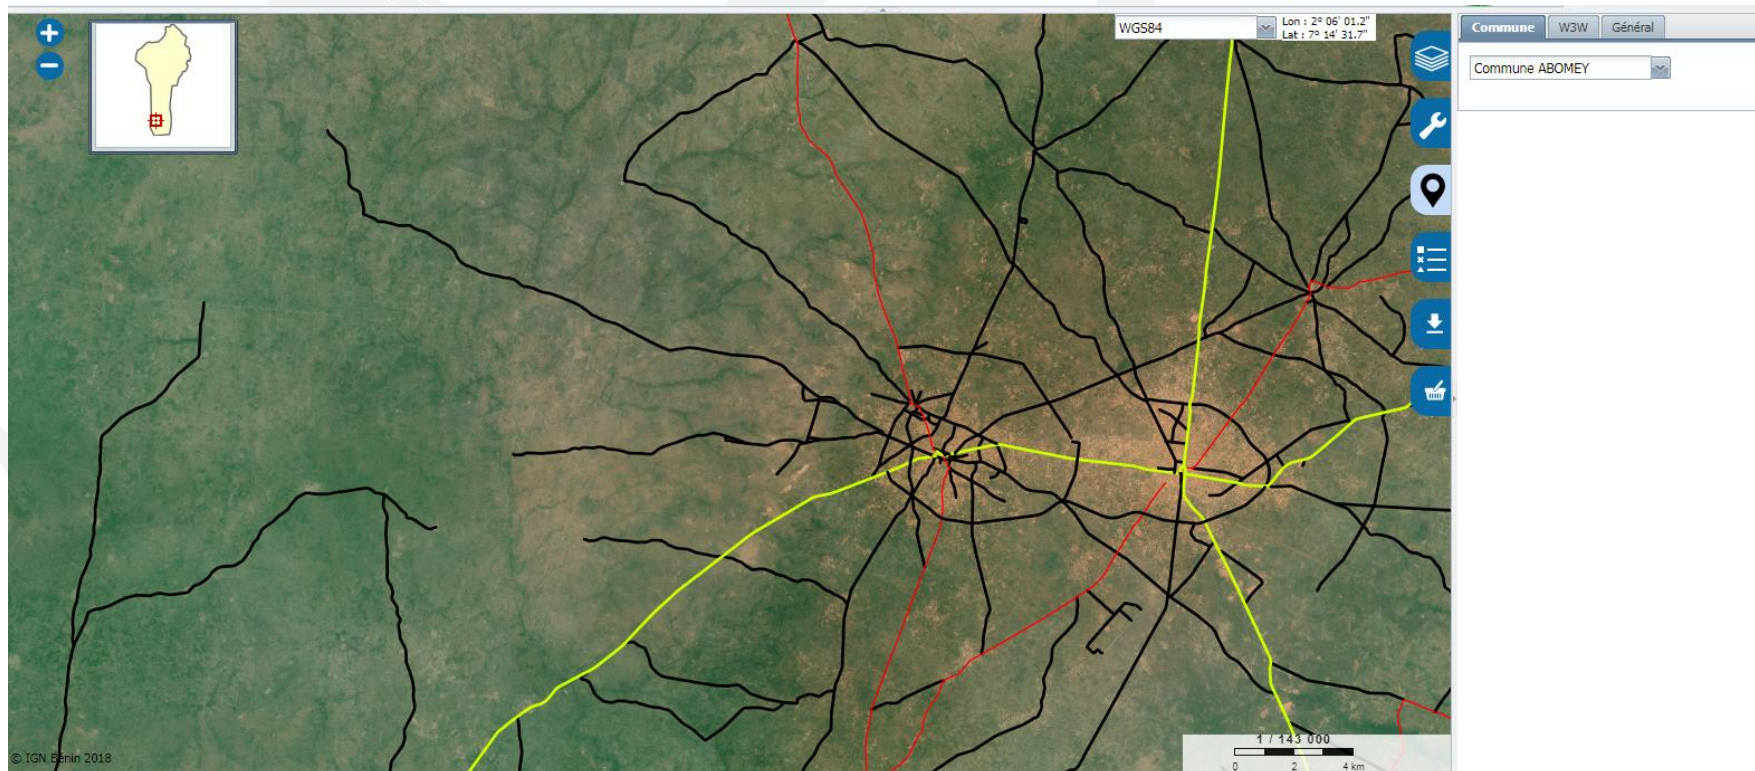 WGS84
Lon : 2° 06' 01.2"
Lat : 7° 14' 31.7"
Commune W3W Général
Commune ABOMEY
© IGN Bénin 2018
1 / 143 000
0 2 4 km